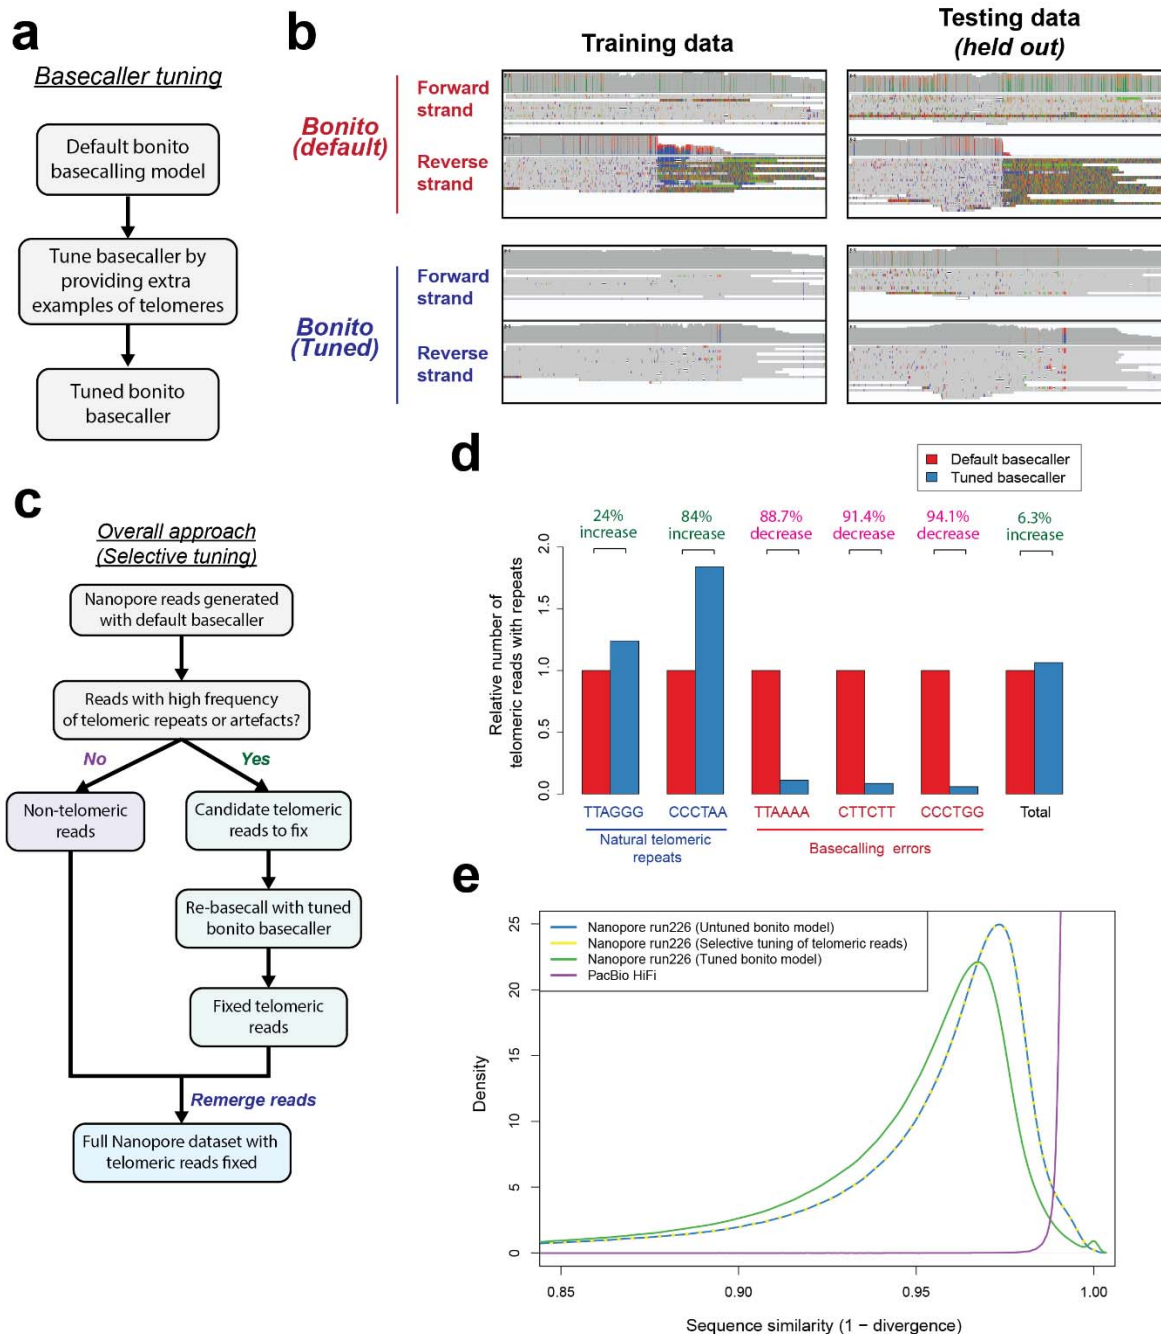 a
Basecaller tuning
Default bonito
basecalling model
Tune basecaller by
providing extra
examples of telomeres
Tuned bonito
basecaller
b
Training data
Testing data
(held out)
Bonito
(default)
Forward
strand
Reverse
strand
Bonito
(Tuned)
Forward
strand
Reverse
strand
c
Overall approach
(Selective tuning)
Nanopore reads generated
with default basecaller
Reads with high frequency
of telomeric repeats or artefacts?
No
Yes
Non-telomeric
reads
Candidate telomeric
reads to fix
Re-basecall with tuned
bonito basecaller
Fixed telomeric
reads
Remerge reads
Full Nanopore dataset with
telomeric reads fixed
d
Default basecaller
Tuned basecaller
24%
increase
84%
increase
88.7%
decrease
91.4%
decrease
94.1%
decrease
6.3%
increase
Relative number of
telomeric reads with repeats
2.0
1.5
1.0
0.5
0.0
TTAGGG
CCCTAA
TTAAAA
CTTCTT
CCCTGG
Total
Natural telomeric
repeats
Basecalling errors
e
Nanopore run226 (Untuned bonito model)
Nanopore run226 (Selective tuning of telomeric reads)
Nanopore run226 (Tuned bonito model)
PacBio HiFi
Density
25
20
15
10
5
0
0.85
0.90
0.95
1.00
Sequence similarity (1 − divergence)